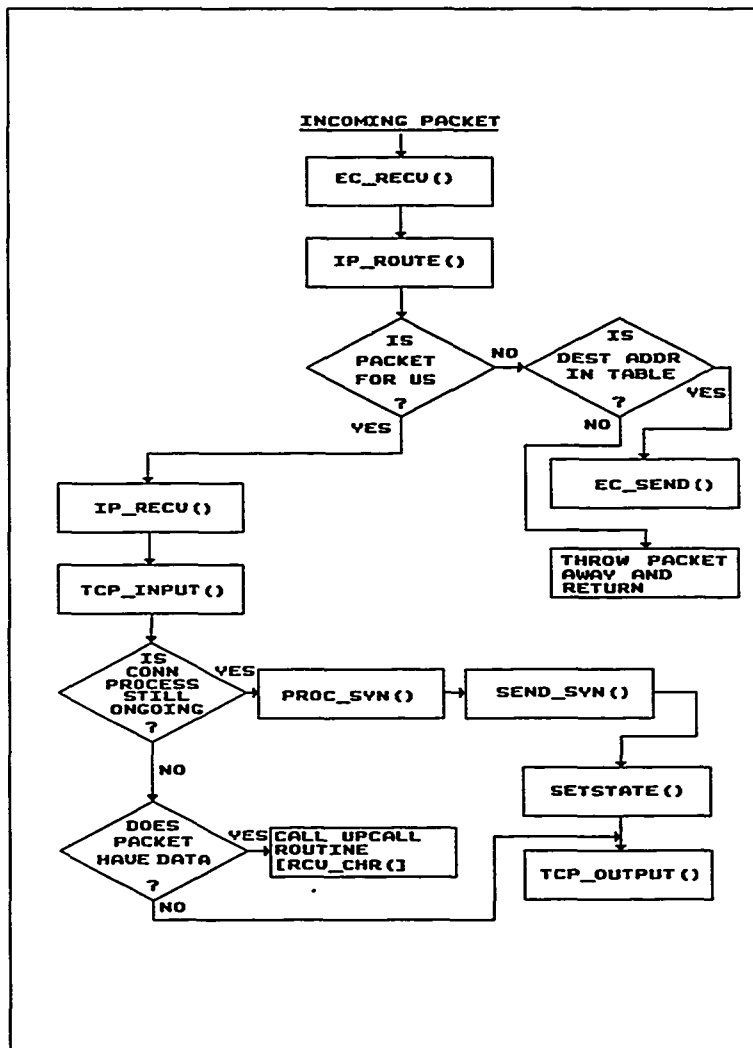 INCOMING PACKET
EC_RECV()
IP_ROUTE()
IS
PACKET
FOR US
?
NO
YES
IS
DEST ADDR
IN TABLE
?
YES
NO
EC_SEND()
THROW PACKET
AWAY AND
RETURN
IP_RECV()
TCP_INPUT()
IS
CONN
PROCESS
STILL
ONGOING
?
YES
PROC_SYN()
SEND_SYN()
NO
SETSTATE()
DOES
PACKET
HAVE DATA
?
YES
CALL UPCALL
ROUTINE
[RCV_CHR(]
TCP_OUTPUT()
NO